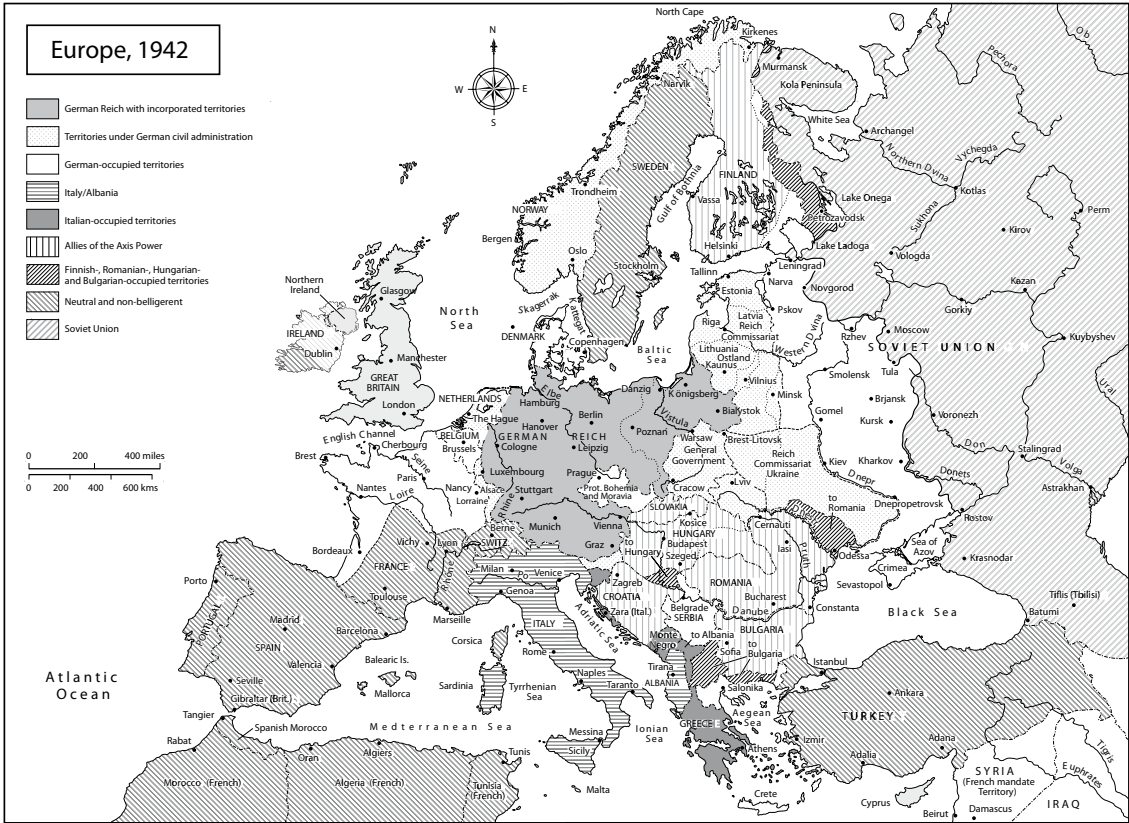 Europe, 1942
German Reich with incorporated territories
Territories under German civil administration
German-occupied territories
Italy/Albania
Italian-occupied territories
Allies of the Axis Power
Finnish-, Romanian-, Hungarian-
and Bulgarian-occupied territories
Neutral and non-belligerent
Soviet Union
N
W
E
S
0 200 400 miles
0 200 400 600 kms
North Cape
Kirkenes
Murmansk
Kola Peninsula
Narvik
White Sea
Archangel
Pechora
Ob
Northern Dvina
Vychegda
Kotlas
Sukhona
Perm
Kirov
Vologda
Kazan
Gorkiy
Kuybyshev
Ural
SWEDEN
FINLAND
Gulf of Bothnia
Vassa
Lake Onega
Petrozavodsk
Lake Ladoga
Helsinki
Leningrad
Trondheim
NORWAY
Bergen
Oslo
Stockholm
Tallinn
Estonia
Narva
Novgorod
Pskov
Northern
Ireland
Glasgow
IRELAND
Dublin
Manchester
GREAT
BRITAIN
London
North
Sea
Skagerrak
Kattegat
DENMARK
Copenhagen
Baltic
Sea
Riga
Latvia
Reich
Commissariat
Western Dvina
Lithuania
Ostland
Kaunus
Vilnius
Minsk
Rzhev
Moscow
SOVIET UNION
Smolensk
Tula
Brjansk
Gomel
Kursk
Voronezh
Don
Stalingrad
Volga
Astrakhan
Donets
Kharkov
Kiev
Dnepr
Dnepropetrovsk
Rostov
Krasnodar
Sea of
Azov
Crimea
Sevastopol
NETHERLANDS
The Hague
BELGIUM
Brussels
Elbe
Hamburg
Hanover
Berlin
GERMAN REICH
Cologne
Leipzig
Danzig
Königsberg
Vistula
Poznań
Bialystok
Warsaw
General
Government
Brest-Litovsk
Reich
Commissariat
Ukraine
Cracow
Lviv
Prague
Prot. Bohemia
and Moravia
Luxembourg
Alsace
Lorraine
Nancy
Stuttgart
Rhine
Munich
Vienna
Graz
English Channel
Cherbourg
Brest
Seine
Paris
Nantes
Loire
Bordeaux
Vichy
Lyon
FRANCE
Toulouse
Rhone
Marseille
Berne
SWITZ.
SLOVAKIA
Kosice
HUNGARY
Budapest
to
Hungary
Szeged
Cernauti
Iasi
Pruth
to
Romania
Odessa
ROMANIA
Bucharest
Danube
Constanta
Milan
Po
Venice
Genoa
Zagreb
CROATIA
Zara (Ital.)
Belgrade
SERBIA
Adriatic Sea
ITALY
Rome
Monte
Negro
to Albania
BULGARIA
Sofia
to
Bulgaria
Tirana
ALBANIA
Naples
Taranto
Salonika
Istanbul
Black Sea
Tiflis (Tbilisi)
Batumi
Porto
PORTUGAL
Madrid
SPAIN
Barcelona
Valencia
Seville
Gibraltar (Brit.)
Balearic Is.
Mallorca
Corsica
Sardinia
Tyrrhenian
Sea
Atlantic
Ocean
Mediterranean Sea
Messina
Sicily
Ionian
Sea
GREECE
Athens
Aegean
Sea
Izmir
Ankara
TURKEY
Adalia
Adana
Tangier
Spanish Morocco
Rabat
Oran
Algiers
Tunis
Morocco (French)
Algeria (French)
Tunisia
(French)
Malta
Crete
Cyprus
SYRIA
(French mandate
Territory)
Beirut
Damascus
Euphrates
Tigris
IRAQ